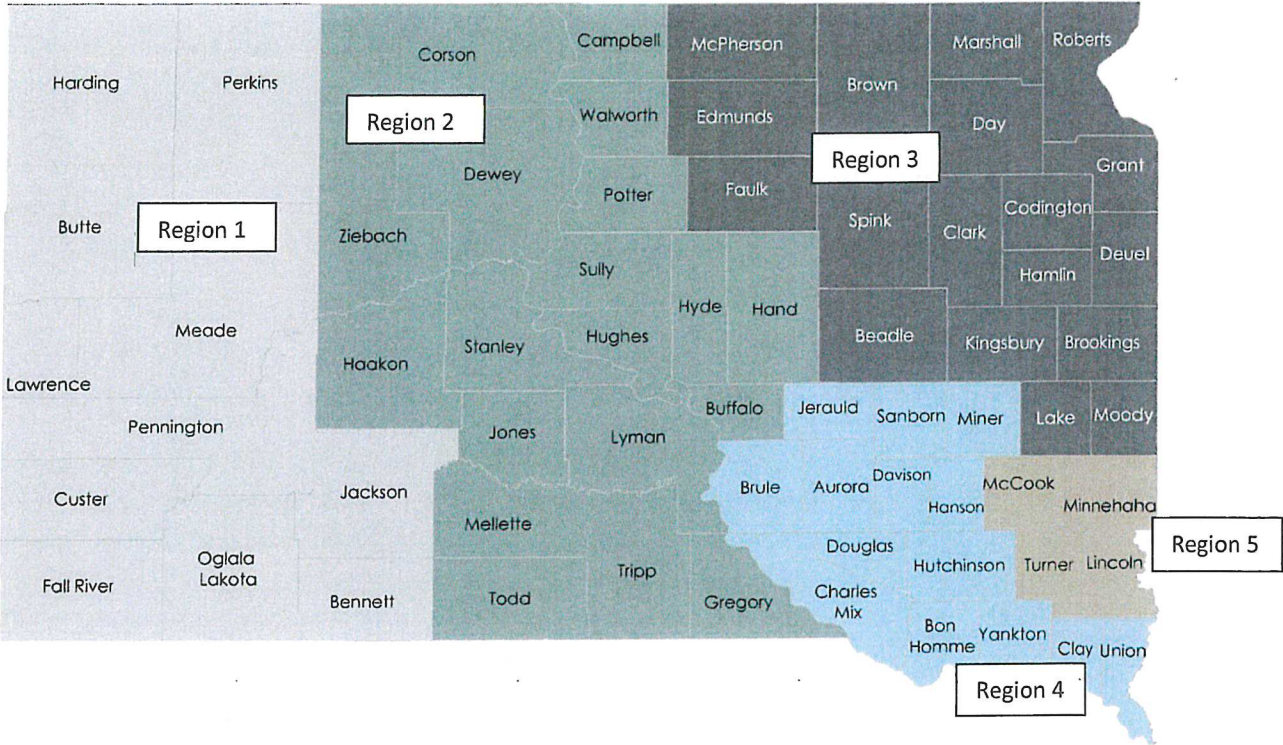 Harding
Perkins
Corson
Campbell
McPherson
Brown
Marshall
Roberts
Region 2
Walworth
Edmunds
Day
Region 3
Dewey
Potter
Faulk
Grant
Butte
Region 1
Ziebach
Spink
Clark
Codington
Deuel
Sully
Hamlin
Hyde
Hand
Meade
Haakon
Stanley
Hughes
Beadle
Kingsbury
Brookings
Lawrence
Pennington
Jones
Lyman
Buffalo
Jerauld
Sanborn
Miner
Lake
Moody
Custer
Jackson
Mellette
Brule
Aurora
Davison
Hanson
McCook
Minnehaha
Region 5
Fall River
Oglala
Lakota
Bennett
Todd
Tripp
Gregory
Douglas
Charles
Mix
Hutchinson
Turner
Lincoln
Bon
Homme
Yankton
Clay
Union
Region 4